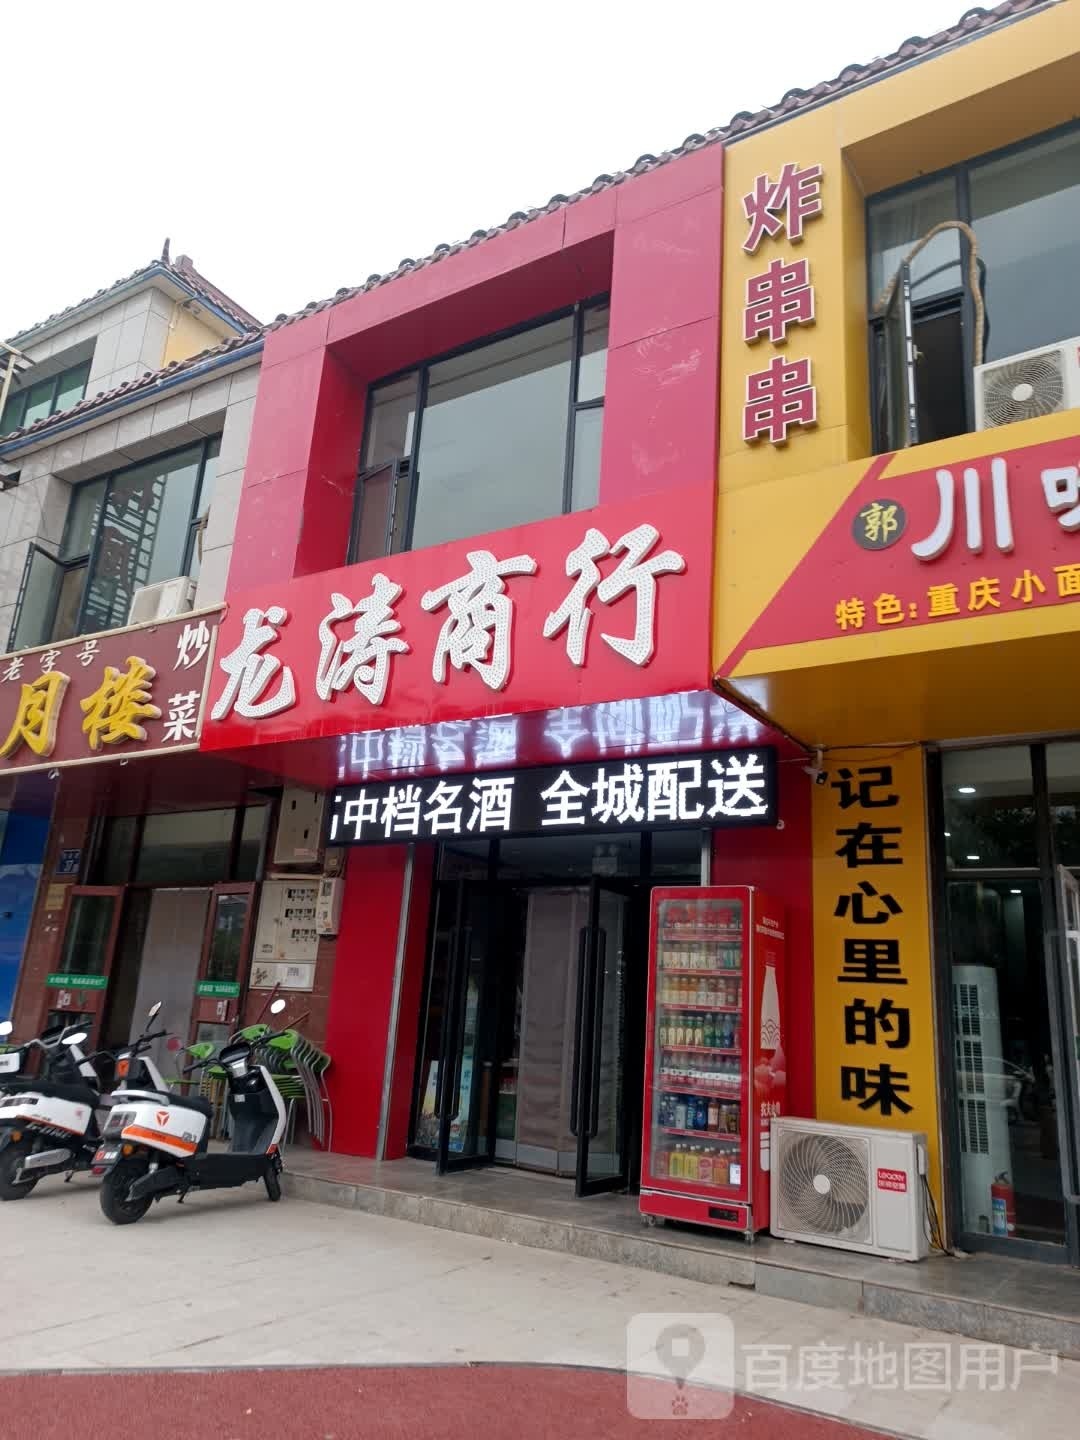 炸串串
郭
川
特色:重庆小面
龙涛商行
老字号
月楼
炒菜
中档名酒 全城配送
记在心里的味
Leader
百度地图用户